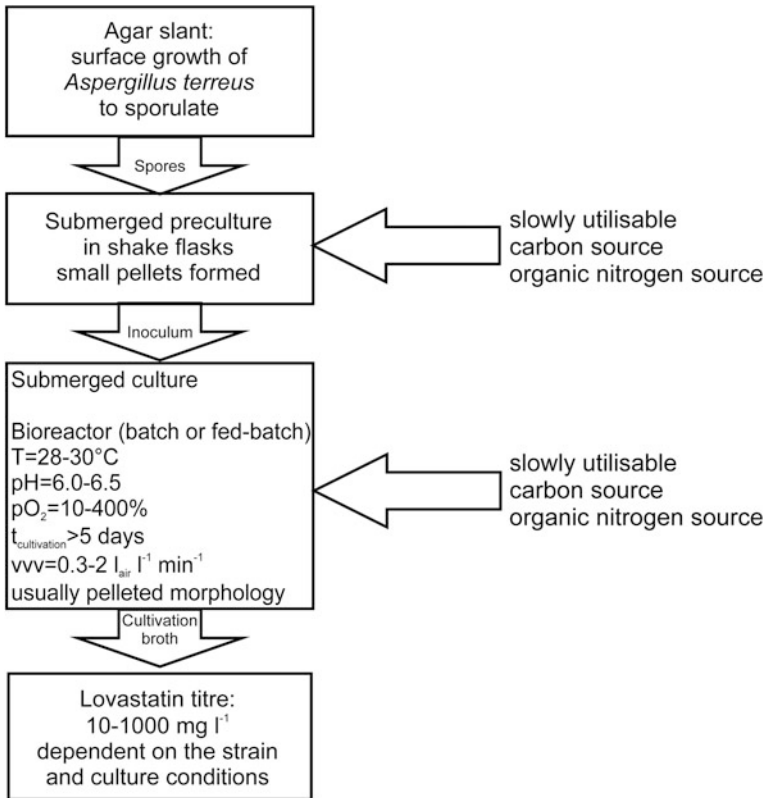 Agar slant:
surface growth of
Aspergillus terreus
to sporulate
Spores
Submerged preculture
in shake flasks
small pellets formed
slowly utilisable
carbon source
organic nitrogen source
Inoculum
Submerged culture
Bioreactor (batch or fed-batch)
T=28-30°C
pH=6.0-6.5
pO₂=10-400%
t_cultivation>5 days
vvv=0.3-2 l_air l⁻¹ min⁻¹
usually pelleted morphology
slowly utilisable
carbon source
organic nitrogen source
Cultivation
broth
Lovastatin titre:
10-1000 mg l⁻¹
dependent on the strain
and culture conditions